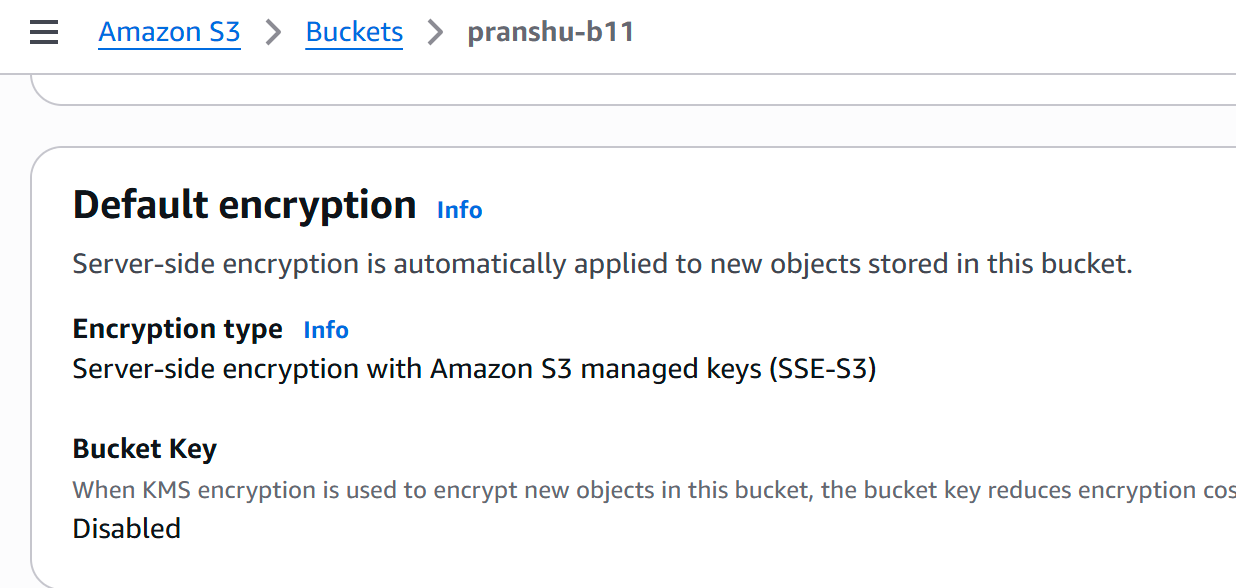 Amazon S3 > Buckets > pranshu-b11
Default encryption Info
Server-side encryption is automatically applied to new objects stored in this bucket.
Encryption type Info
Server-side encryption with Amazon S3 managed keys (SSE-S3)
Bucket Key
When KMS encryption is used to encrypt new objects in this bucket, the bucket key reduces encryption
Disabled